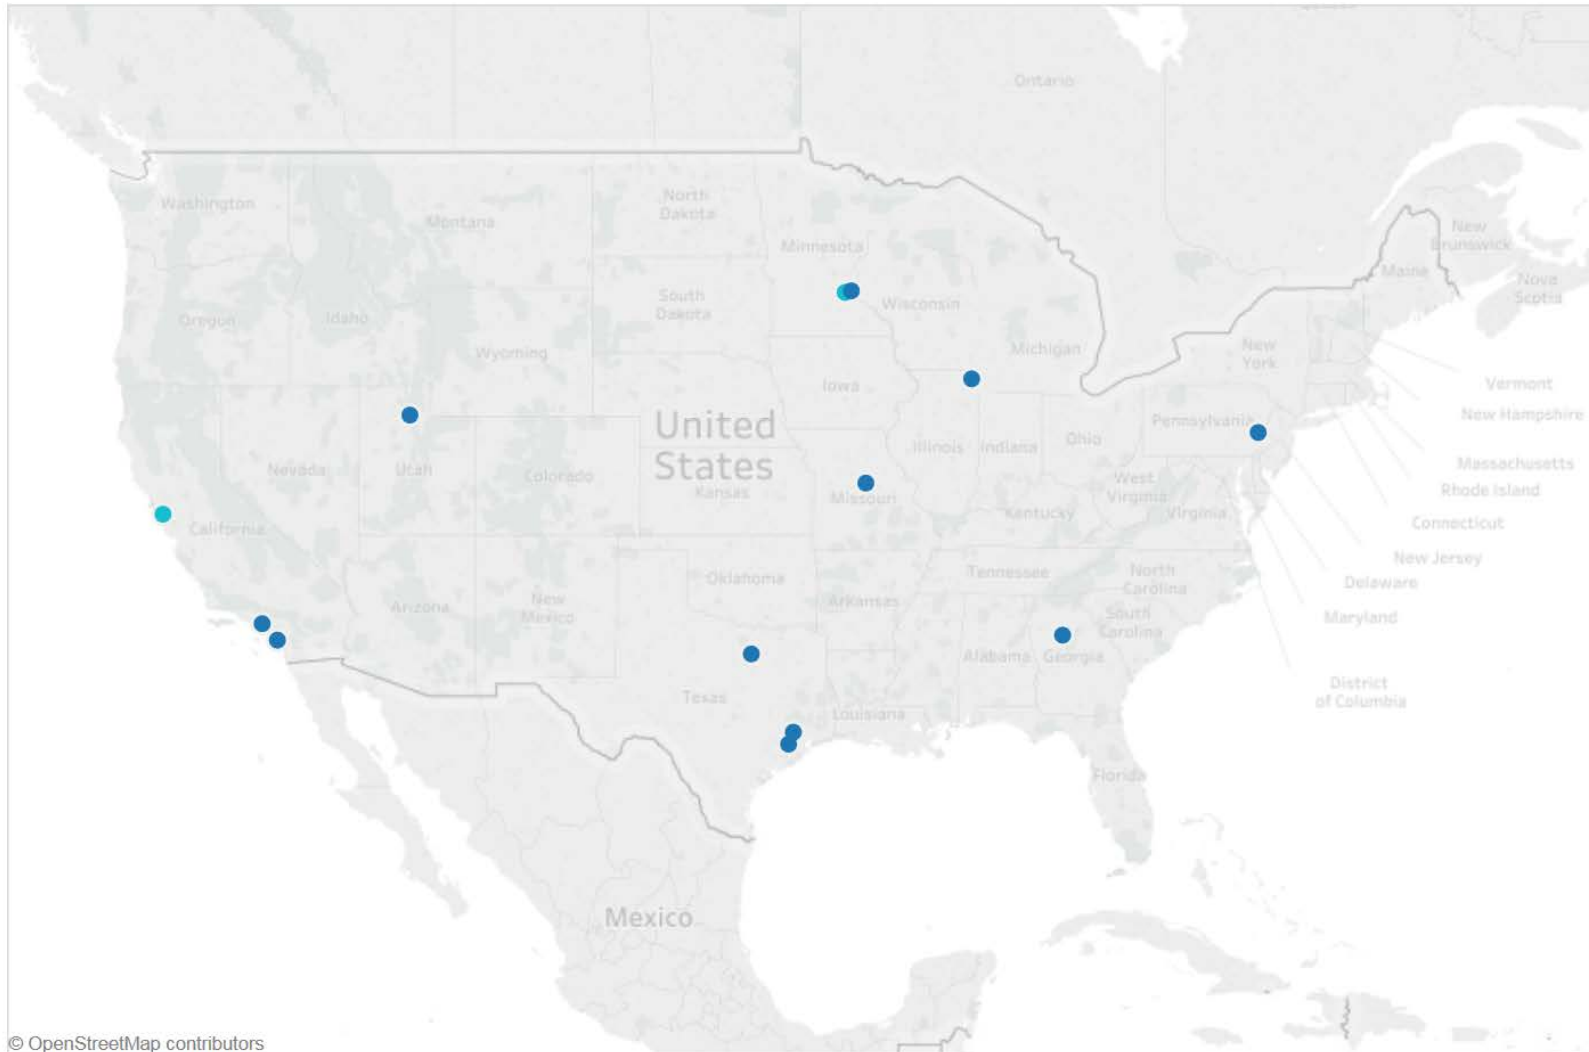 Ontario
Washington
Montana
North
Dakota
Minnesota
New
Brunswick
Maine
Nova
Scotia
Oregon
Idaho
South
Dakota
Wisconsin
Wyoming
Michigan
New
York
Vermont
Iowa
New Hampshire
United
States
Pennsylvania
Nevada
Utah
Colorado
Kansas
Missouri
Illinois
Indiana
Ohio
West
Virginia
Massachusetts
Rhode Island
California
Kentucky
Virginia
Connecticut
New Jersey
Oklahoma
Tennessee
North
Carolina
Delaware
Arizona
New
Mexico
Arkansas
South
Carolina
Maryland
Alabama
Georgia
Texas
Louisiana
District
of Columbia
Florida
Mexico
© OpenStreetMap contributors